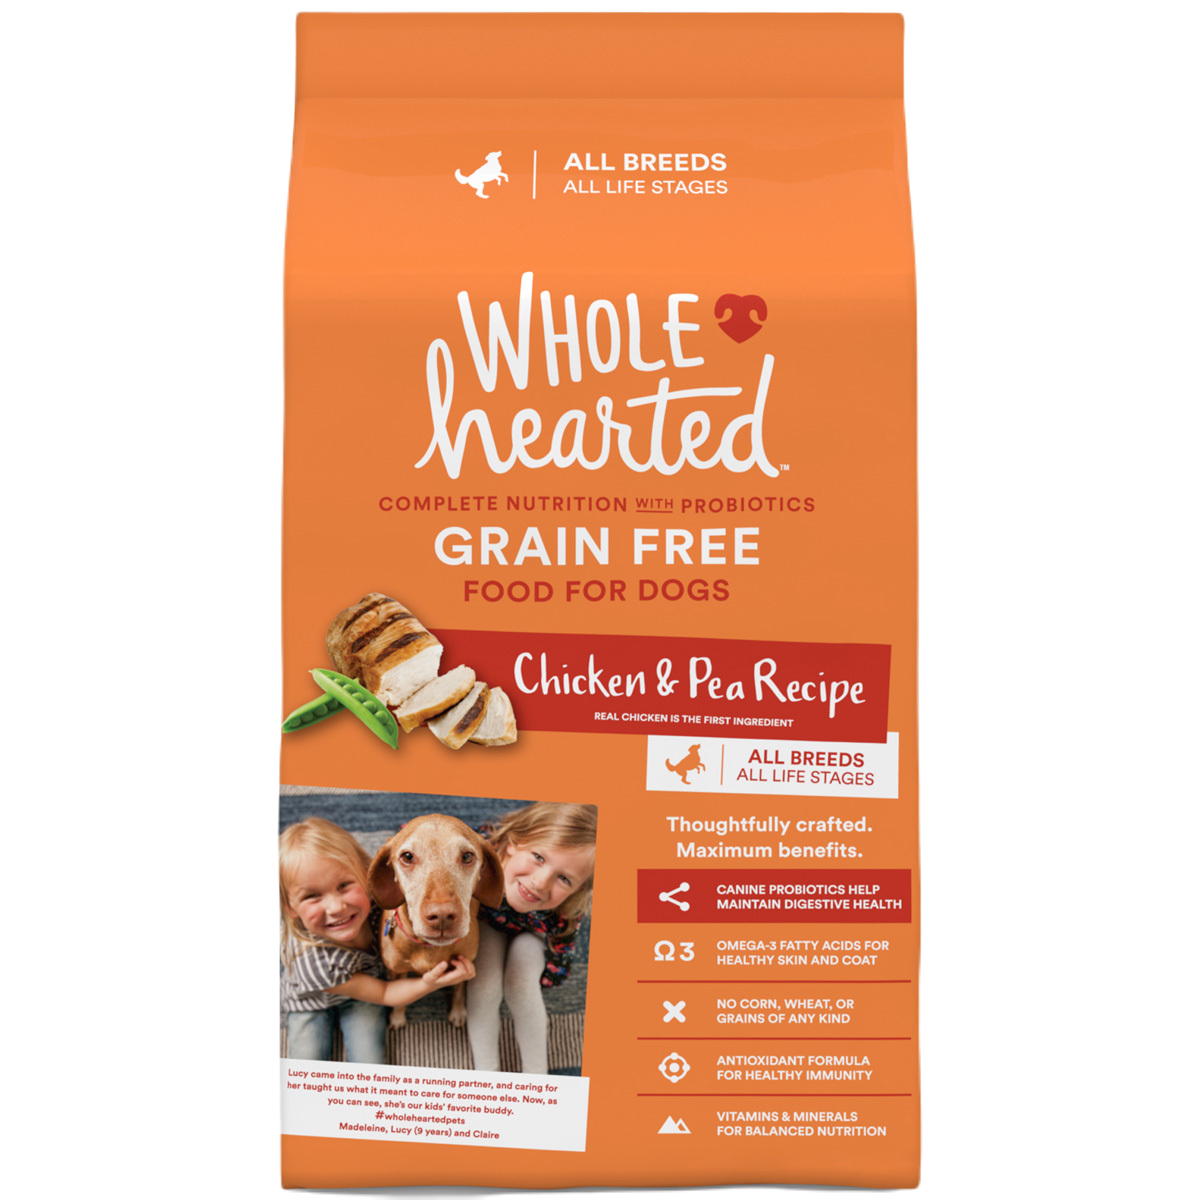 ALL BREEDS
ALL LIFE STAGES
WHOLE
hearted™
COMPLETE NUTRITION WITH PROBIOTICS
GRAIN FREE
FOOD FOR DOGS
Chicken & Pea Recipe
REAL CHICKEN IS THE FIRST INGREDIENT
ALL BREEDS
ALL LIFE STAGES
Thoughtfully crafted.
Maximum benefits.
CANINE PROBIOTICS HELP
MAINTAIN DIGESTIVE HEALTH
Ω3
OMEGA-3 FATTY ACIDS FOR
HEALTHY SKIN AND COAT
NO CORN, WHEAT, OR
GRAINS OF ANY KIND
ANTIOXIDANT FORMULA
FOR HEALTHY IMMUNITY
VITAMINS & MINERALS
FOR BALANCED NUTRITION
Lucy came into the family as a running partner, and caring for
her taught us what it meant to care for someone else. Now, as
you can see, she's our kids' favorite buddy.
#wholeheartedpets
Madeleine, Lucy (9 years) and Claire